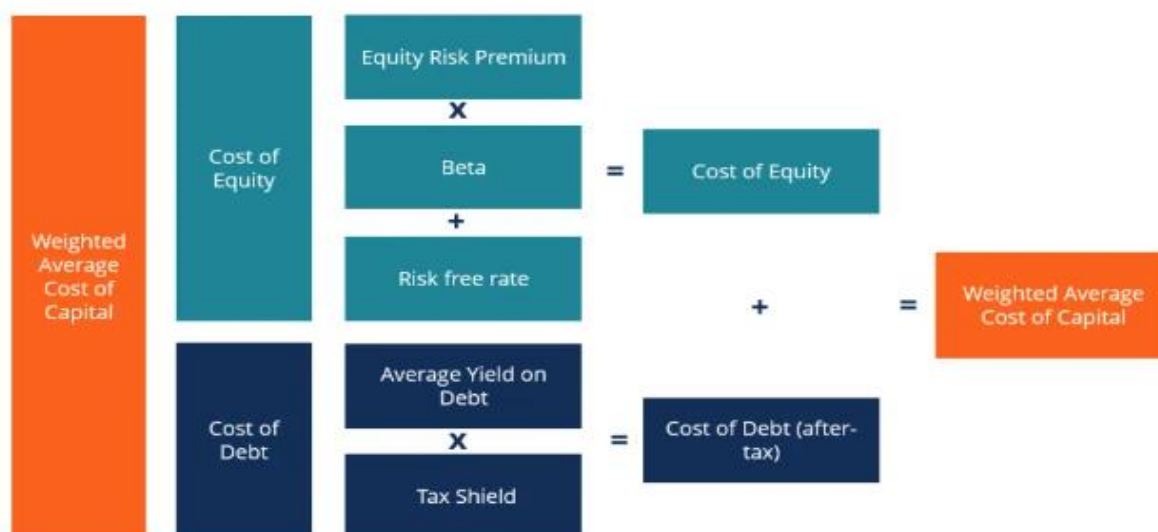 Weighted
Average
Cost of
Capital
Cost of
Equity
Equity Risk Premium
x
Beta
+
Risk free rate
=
Cost of Equity
Cost of
Debt
Average Yield on
Debt
x
Tax Shield
=
Cost of Debt (after-
tax)
+
=
Weighted Average
Cost of Capital